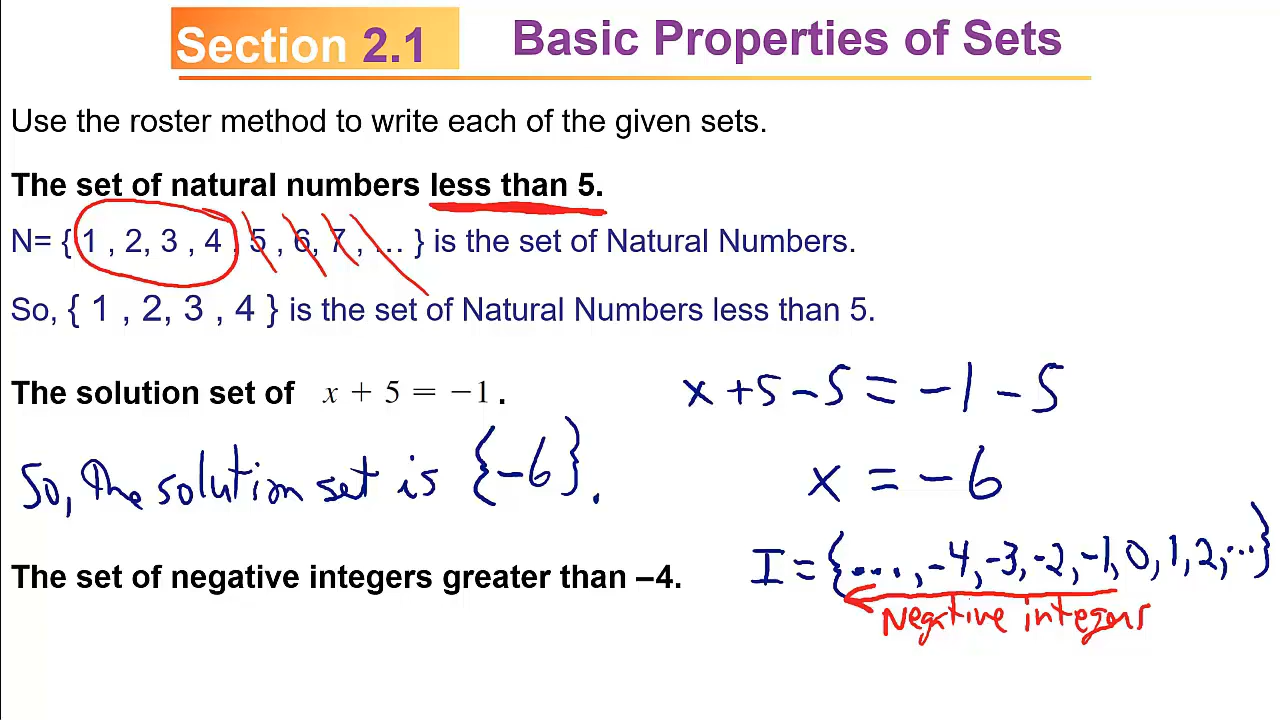 Section 2.1 Basic Properties of Sets
Use the roster method to write each of the given sets.
The set of natural numbers less than 5.
N= { 1 , 2, 3 , 4 , 5 , 6, 7 , ... } is the set of Natural Numbers.
So, { 1 , 2, 3 , 4 } is the set of Natural Numbers less than 5.
The solution set of x + 5 = −1 .
x + 5 − 5 = −1 − 5
So, the solution set is {−6}.
x = −6
The set of negative integers greater than –4.
I = {...., −4, −3, −2, −1, 0, 1, 2, ...}
Negative integers